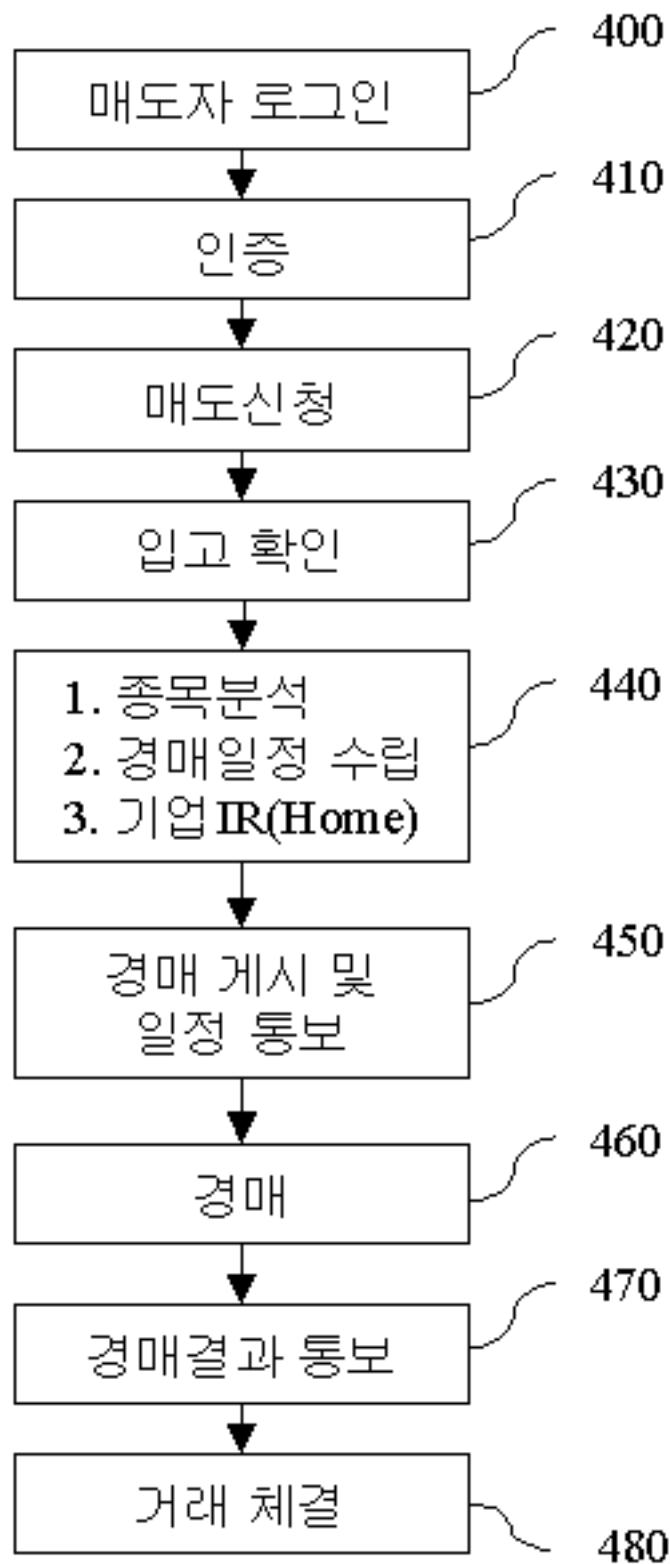 400
매도자 로그인
410
인증
420
매도신청
430
입고 확인
440
1. 종목분석
2. 경매일정 수립
3. 기업 IR(Home)
450
경매 게시 및
일정 통보
460
경매
470
경매결과 통보
거래 체결
480